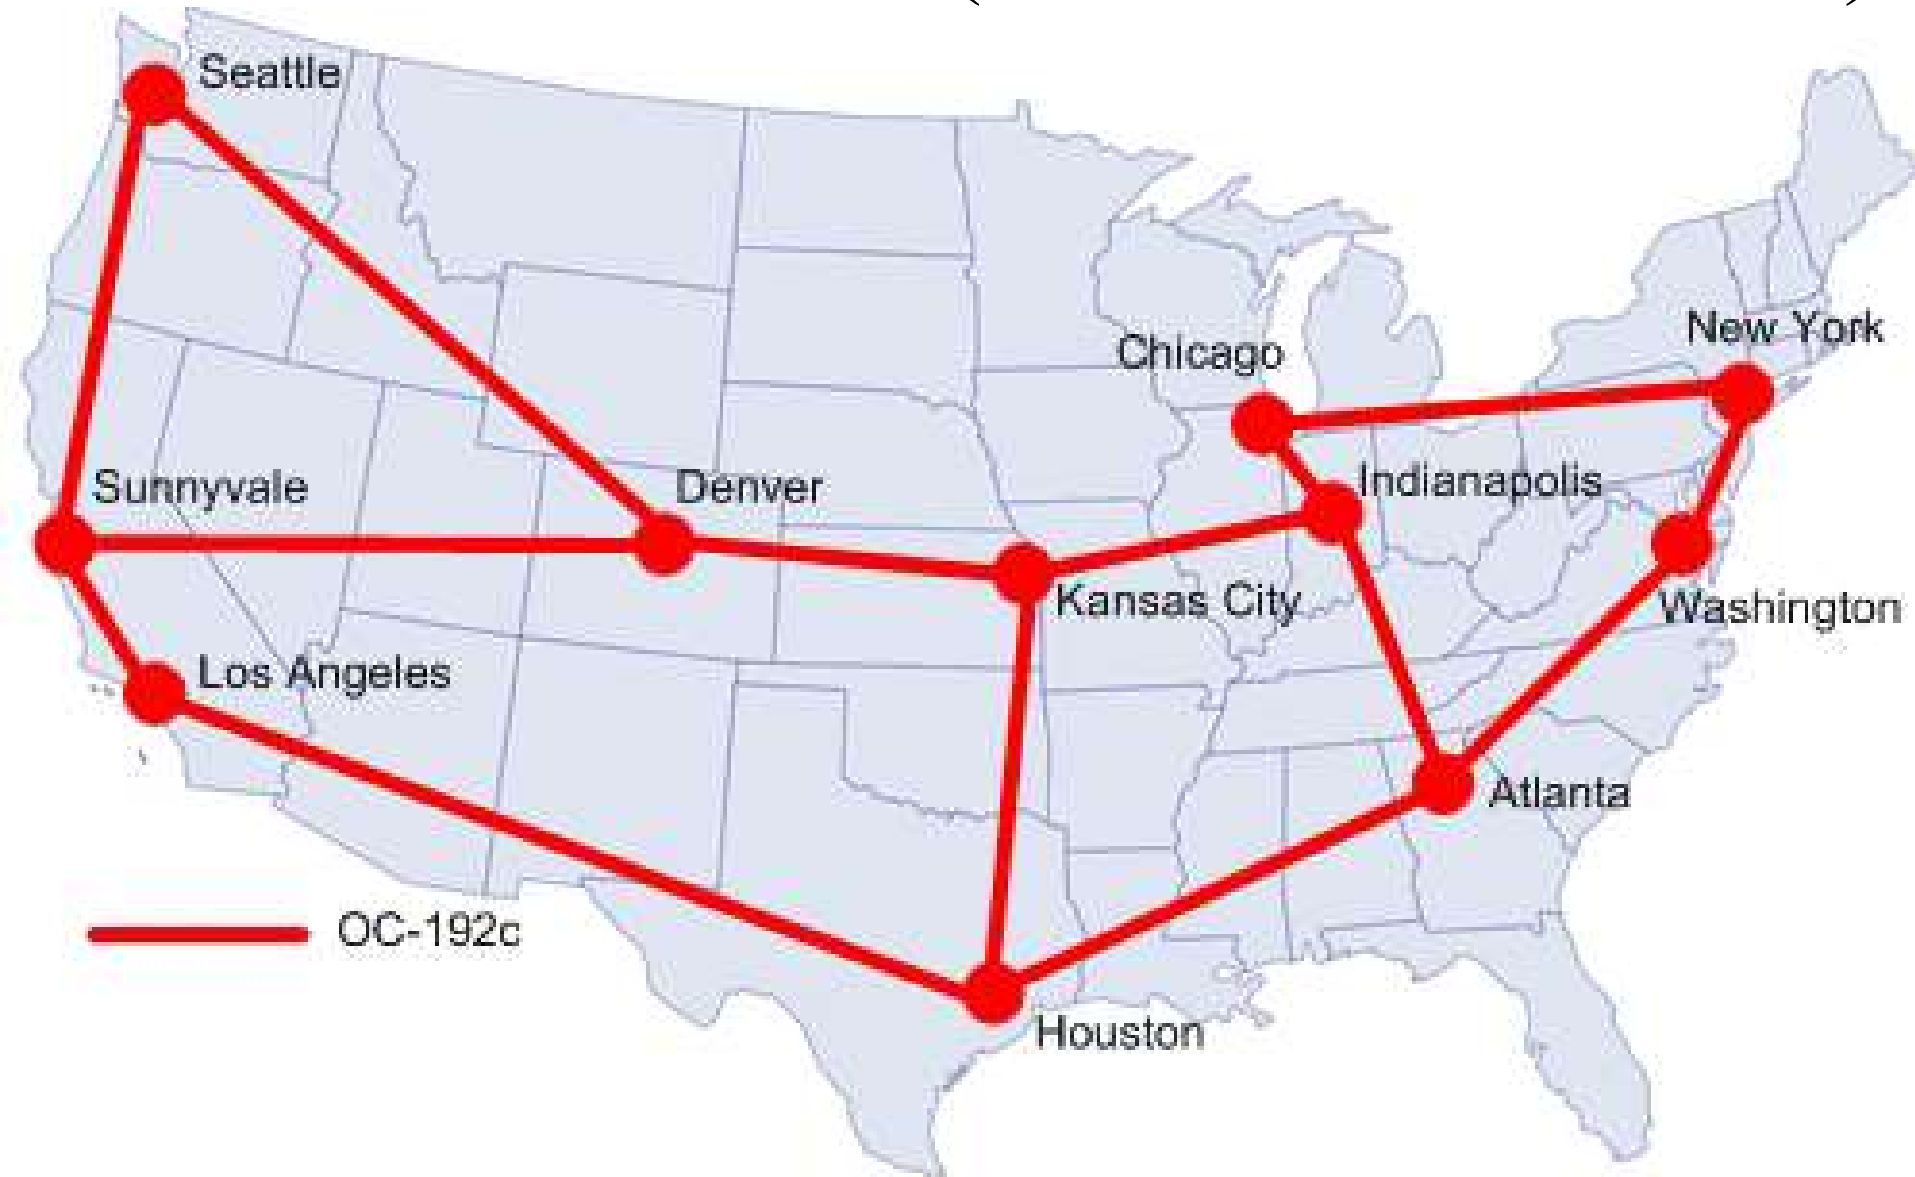 Seattle
New York
Chicago
Indianapolis
Sunnyvale
Denver
Kansas City
Washington
Los Angeles
Atlanta
OC-192c
Houston